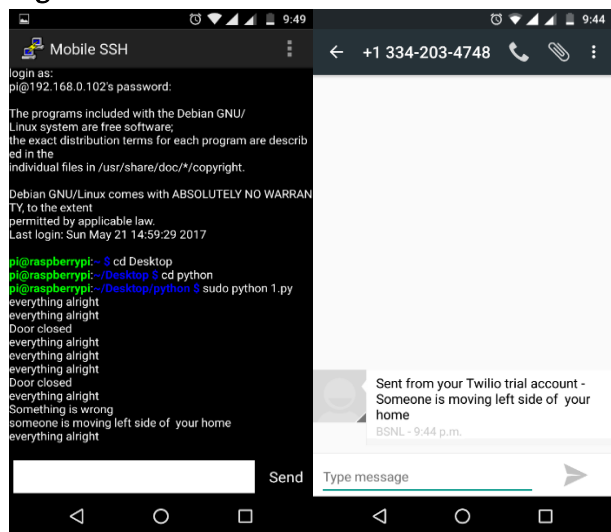 9:49
Mobile SSH
login as:
pi@192.168.0.102's password:
The programs included with the Debian GNU/
Linux system are free software;
the exact distribution terms for each program are describ
ed in the
individual files in /usr/share/doc/*/copyright.
Debian GNU/Linux comes with ABSOLUTELY NO WARRAN
TY, to the extent
permitted by applicable law.
Last login: Sun May 21 14:59:29 2017
pi@raspberrypi:~ $ cd Desktop
pi@raspberrypi:~/Desktop $ cd python
pi@raspberrypi:~/Desktop/python $ sudo python 1.py
everything alright
everything alright
Door closed
everything alright
everything alright
everything alright
Door closed
everything alright
Something is wrong
someone is moving left side of your home
everything alright
Send
9:44
+1 334-203-4748
Sent from your Twilio trial account -
Someone is moving left side of your
home
BSNL - 9:44 p.m.
Type message